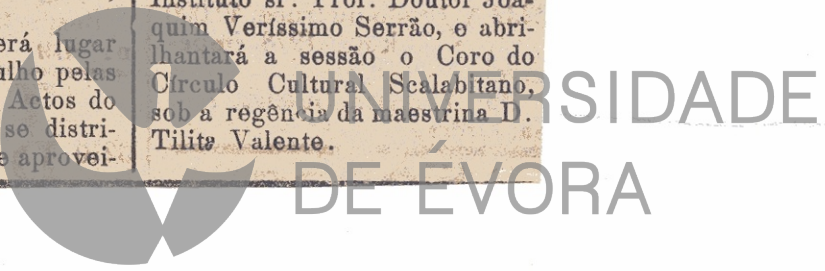 erá lugar
alho pelas
Actos do
se distri-
e aprovei-
Instituto sr. Prof. Doutor Joa-
quim Veríssimo Serrão, e abri-
lhantará a sessão o Coro do
Círculo Cultural Scalabitano,
sob a regência da maestrina D.
Tilita Valente.
UNIVERSIDADE
DE ÉVORA